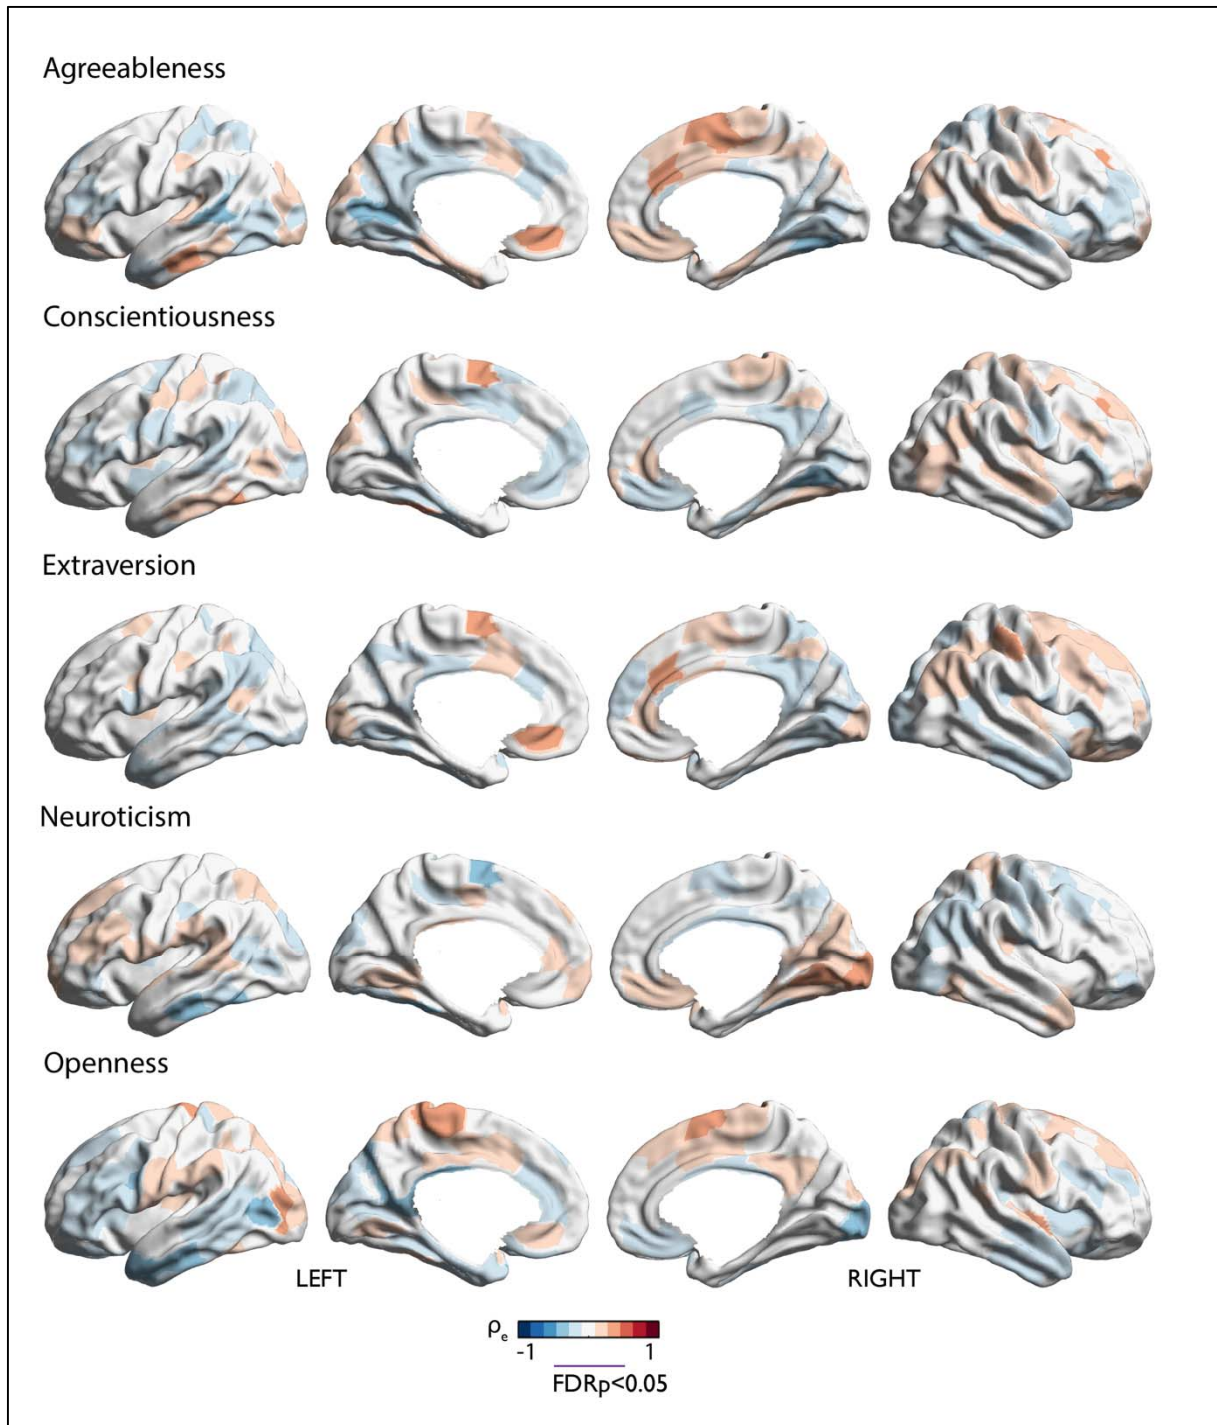 Agreeableness
Conscientiousness
Extraversion
Neuroticism
Openness
LEFT RIGHT
ρe
-1 1
FDRp<0.05